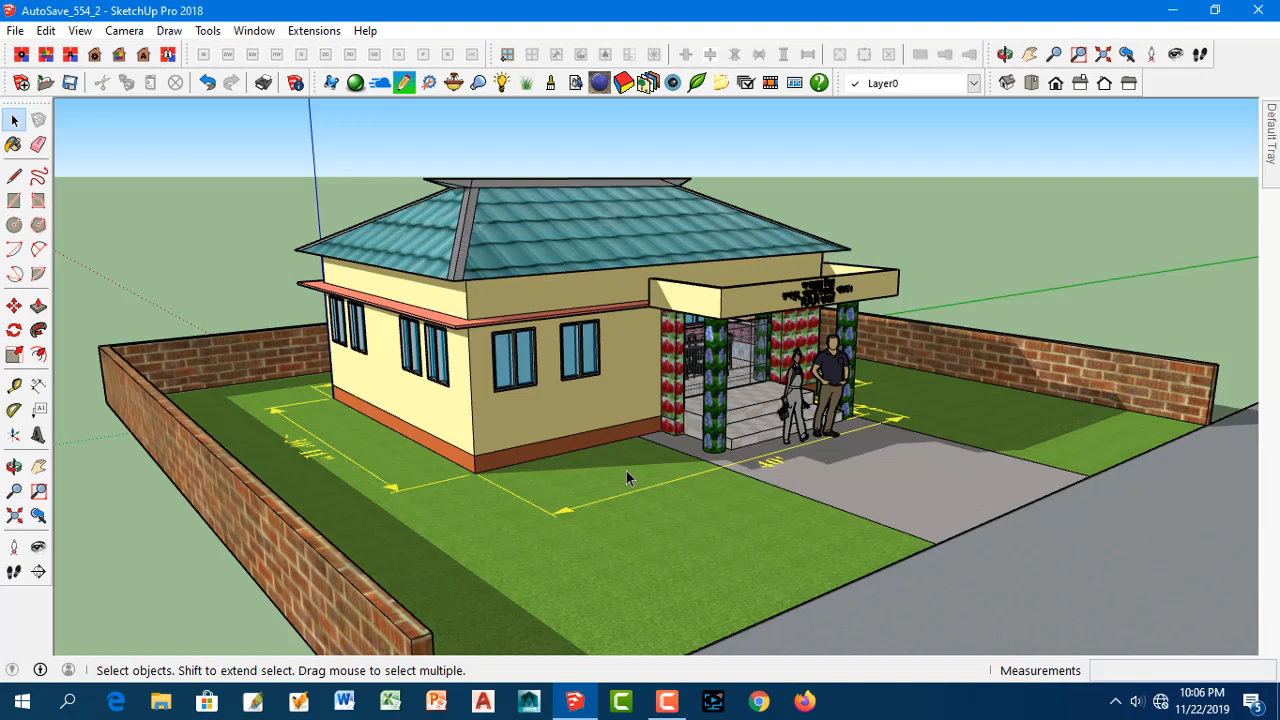 AutoSave_554_2 - SketchUp Pro 2018
File Edit View Camera Draw Tools Window Extensions Help
Layer0
Default Tray
40'
Select objects. Shift to extend select. Drag mouse to select multiple.
Measurements
10:06 PM
11/22/2019